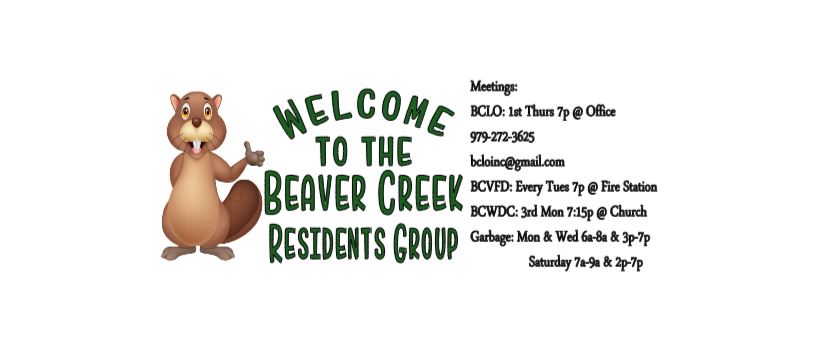 WELCOME
TO THE
BEAVER CREEK
RESIDENTS GROUP
Meetings:
BCLO: 1st Thurs 7p @ Office
979-272-3625
bcloinc@gmail.com
BCVFD: Every Tues 7p @ Fire Station
BCWDC: 3rd Mon 7:15p @ Church
Garbage: Mon & Wed 6a-8a & 3p-7p
Saturday 7a-9a & 2p-7p